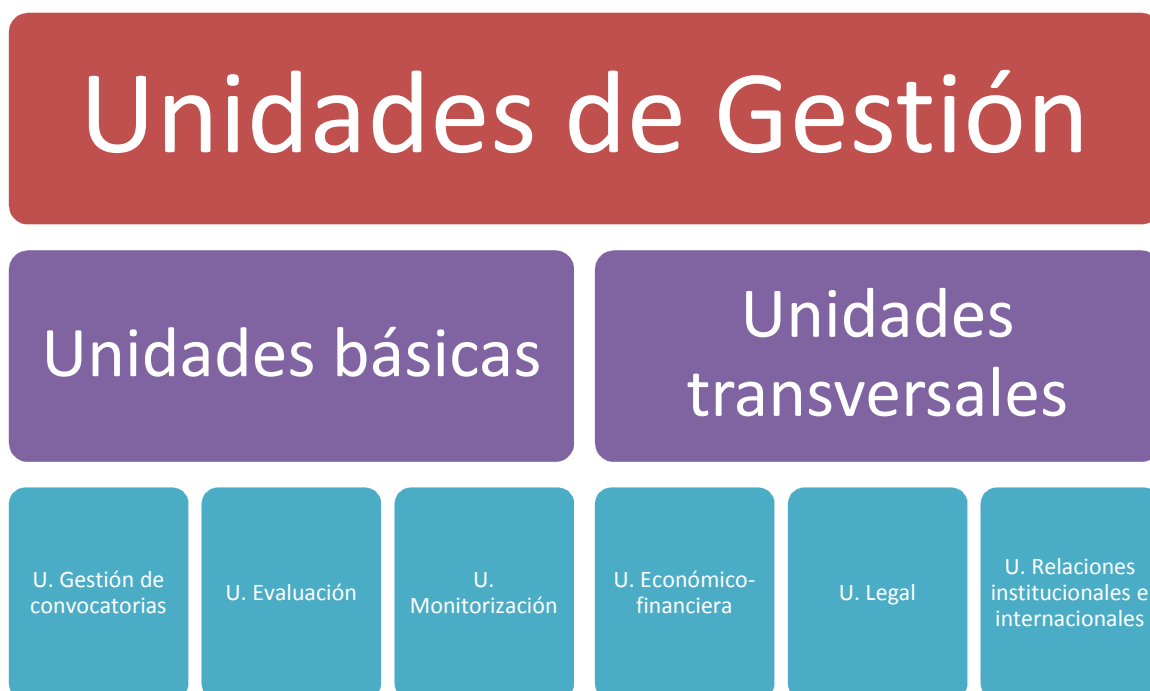 Unidades de Gestión
Unidades básicas
Unidades
transversales
U. Gestión de
convocatorias
U. Evaluación
U.
Monitorización
U. Económico-
financiera
U. Legal
U. Relaciones
institucionales e
internacionales